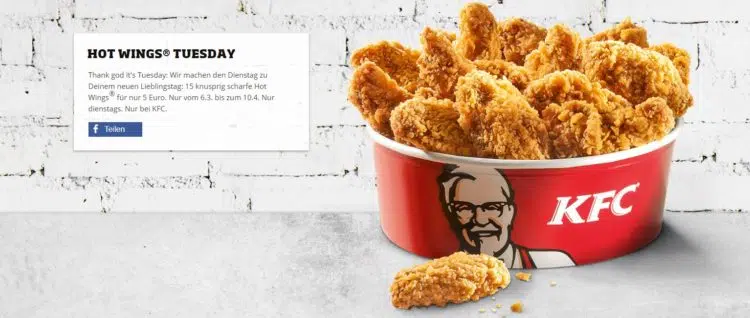 HOT WINGS® TUESDAY
Thank god it's Tuesday: Wir machen den Dienstag zu
Deinem neuen Lieblingstag: 15 knusprig scharfe Hot
Wings® für nur 5 Euro. Nur vom 6.3. bis zum 10.4. Nur
dienstags. Nur bei KFC.
f Teilen
KFC